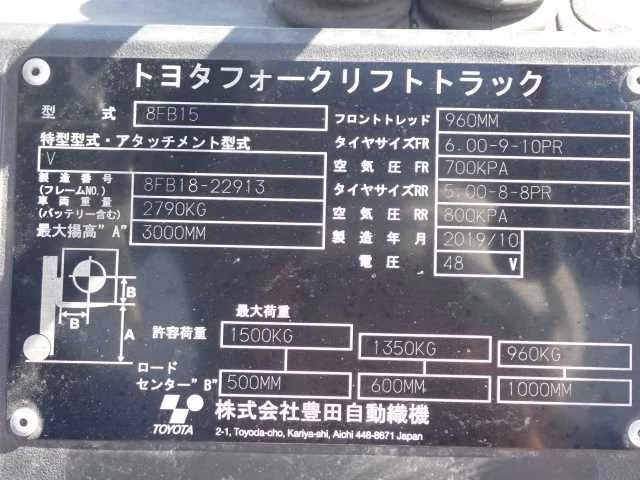 トヨタフォークリフトトラック
型式 8FB15
特型型式・アタッチメント型式
V
製造番号(フレームNO.) 8FB18-22913
車両重量(バッテリー含む) 2790KG
最大揚高"A" 3000MM
フロントトレッド 960MM
タイヤサイズFR 6.00-9-10PR
空気圧 FR 700KPA
タイヤサイズRR 5.00-8-8PR
空気圧 RR 800KPA
製造年月 2019/10
電圧 48 V
B
B
A
最大荷重
許容荷重 1500KG 1350KG 960KG
ロードセンター"B" 500MM 600MM 1000MM
TOYOTA
株式会社豊田自動織機
2-1, Toyoda-cho, Kariya-shi, Aichi 448-8671 Japan